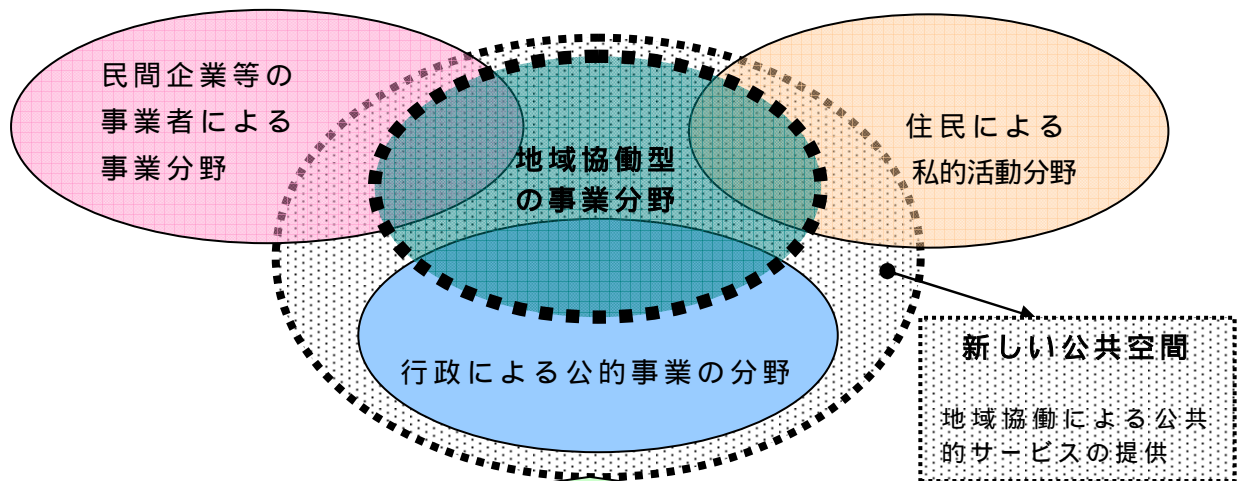 民間企業等の
事業者による
事業分野
地域協働型
の事業分野
住民による
私的活動分野
行政による公的事業の分野
新しい公共空間
地域協働による公共
的サービスの提供